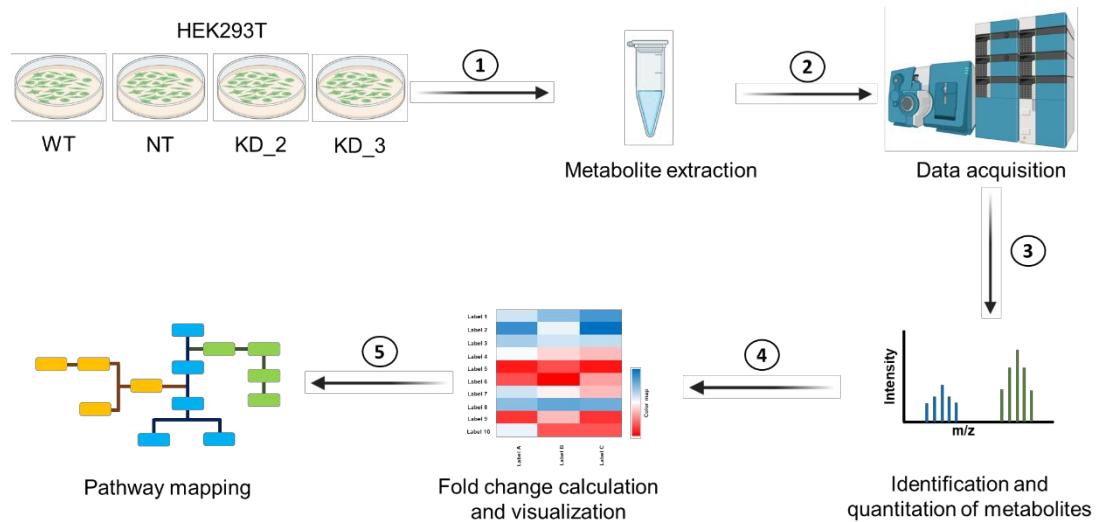 HEK293T
WT
NT
KD_2
KD_3
1
Metabolite extraction
2
Data acquisition
3
Intensity
m/z
Identification and
quantitation of metabolites
4
Label 1
Label 2
Label 3
Label 4
Label 5
Label 6
Label 7
Label 8
Label 9
Label 10
Label A
Label B
Label C
Color map
Fold change calculation
and visualization
5
Pathway mapping